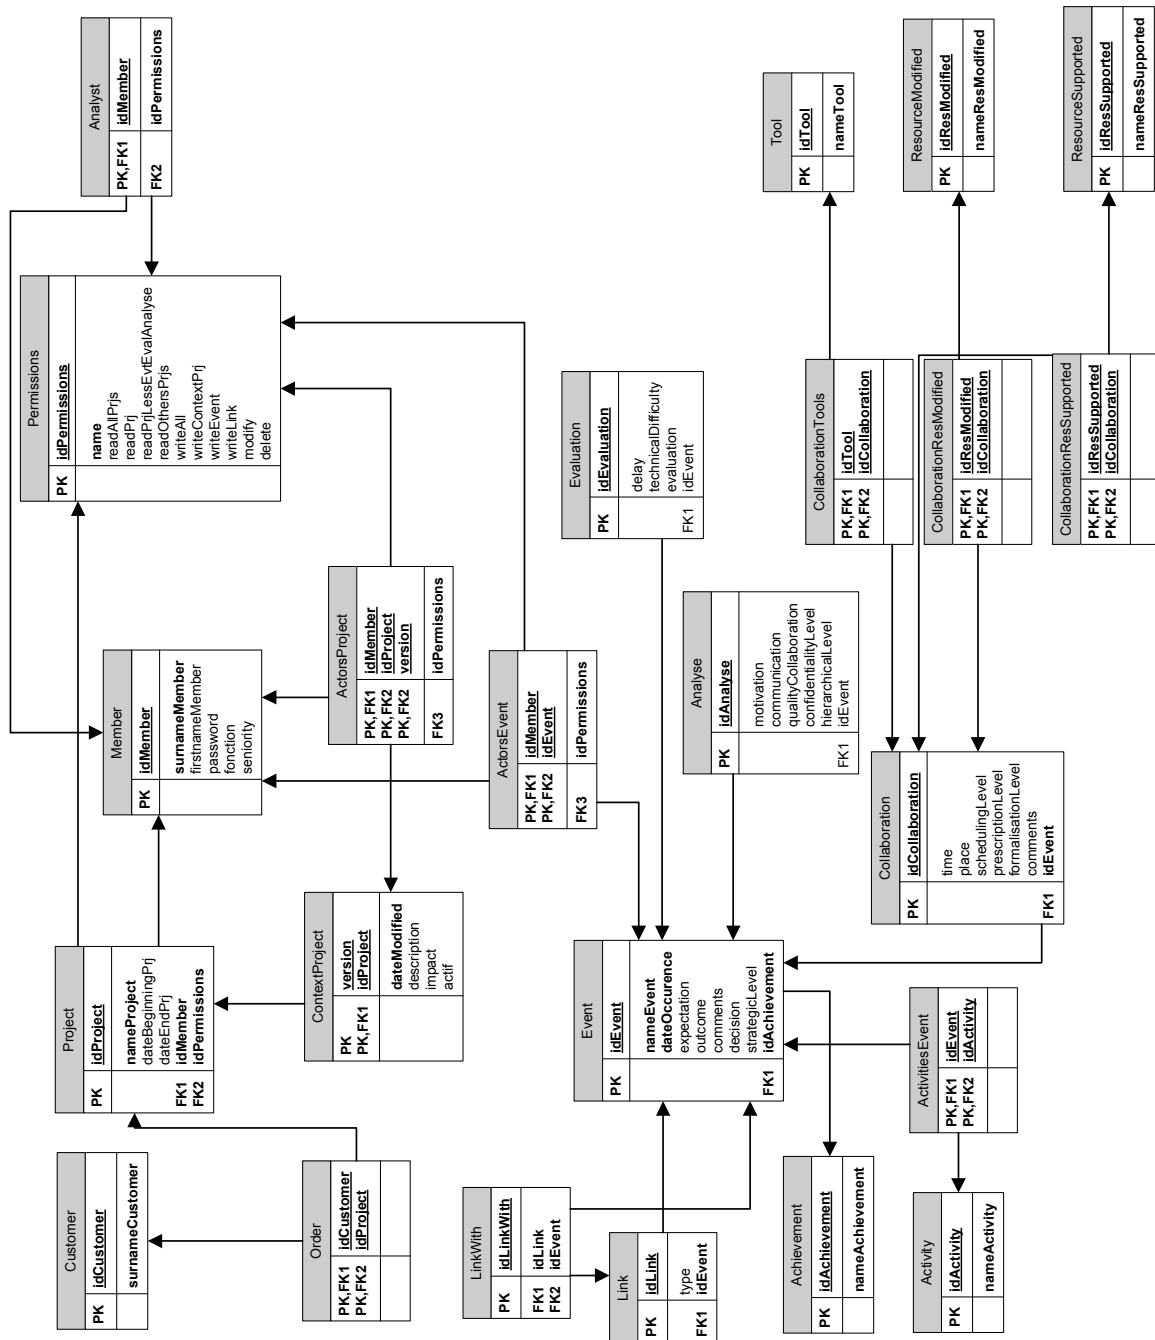 Analyst
PK,FK1 idMember
FK2 idPermissions
Permissions
PK idPermissions
name
readAllPrjs
readPrj
readPrjLessEvtEvalAnalyse
readOthersPrjs
writeAll
writeContextPrj
writeEvent
writeLink
modify
delete
Member
PK idMember
surnameMember
firstnameMember
password
fonction
seniority
Project
PK idProject
nameProject
dateBeginningPrj
dateEndPrj
FK1 idMember
FK2 idPermissions
Customer
PK idCustomer
surnameCustomer
Tool
PK idTool
nameTool
ResourceModified
PK idResModified
nameResModified
ResourceSupported
PK idResSupported
nameResSupported
Evaluation
PK idEvaluation
delay
technicalDifficulty
evaluation
FK1 idEvent
ActorsProject
PK,FK1 idMember
PK,FK2 idProject
PK,FK2 version
FK3 idPermissions
ActorsEvent
PK,FK1 idMember
PK,FK2 idEvent
FK3 idPermissions
ContextProject
PK version
PK,FK1 idProject
dateModified
description
impact
actif
Order
PK,FK1 idCustomer
PK,FK2 idProject
CollaborationTools
PK,FK1 idTool
PK,FK2 idCollaboration
CollaborationResModified
PK,FK1 idResModified
PK,FK2 idCollaboration
CollaborationResSupported
PK,FK1 idResSupported
PK,FK2 idCollaboration
Analyse
PK idAnalyse
motivation
communication
qualityCollaboration
confidentialityLevel
hierarchicalLevel
FK1 idEvent
Collaboration
PK idCollaboration
time
place
schedulingLevel
prescriptionLevel
formalisationLevel
comments
FK1 idEvent
Event
PK idEvent
nameEvent
dateOccurence
expectation
outcome
comments
decision
strategicLevel
FK1 idAchievement
LinkWith
PK idLinkWith
FK1 idLink
FK2 idEvent
Link
PK idLink
type
FK1 idEvent
Achievement
PK idAchievement
nameAchievement
ActivitiesEvent
PK,FK1 idEvent
PK,FK2 idActivity
Activity
PK idActivity
nameActivity